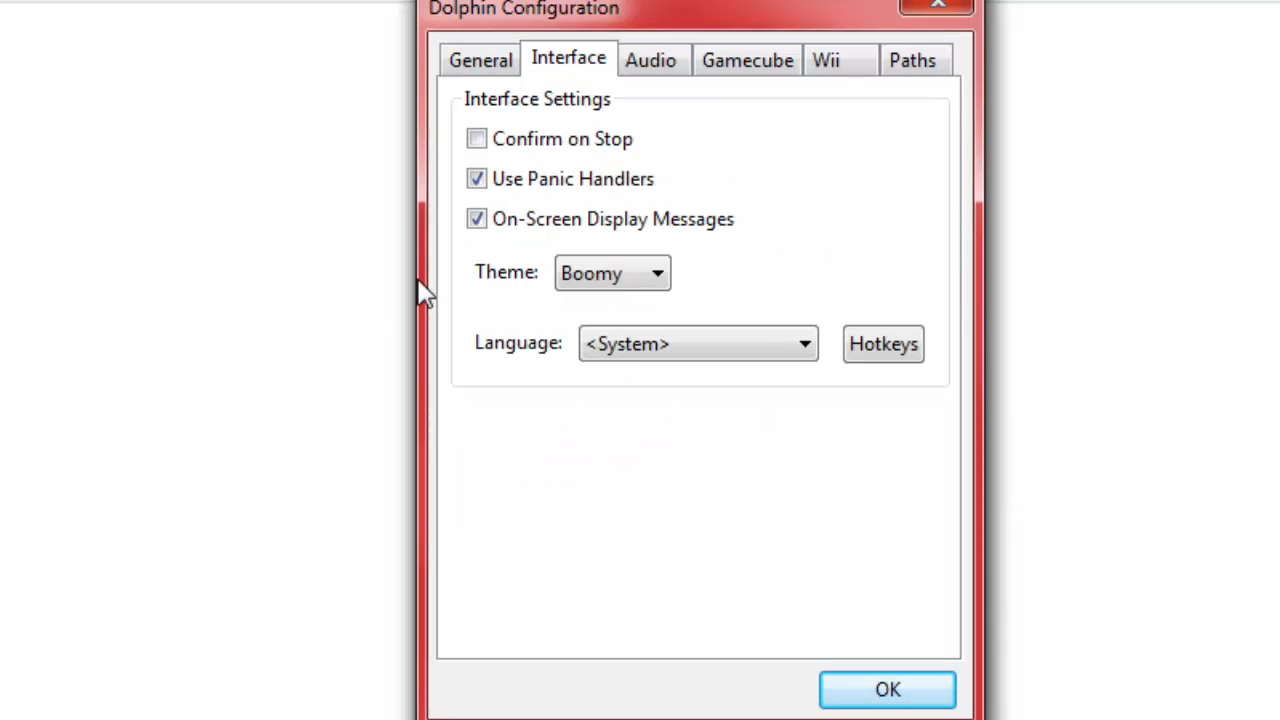 Dolphin Configuration
General Interface Audio Gamecube Wii Paths
Interface Settings
Confirm on Stop
Use Panic Handlers
On-Screen Display Messages
Theme: Boomy
Language: <System> Hotkeys
OK